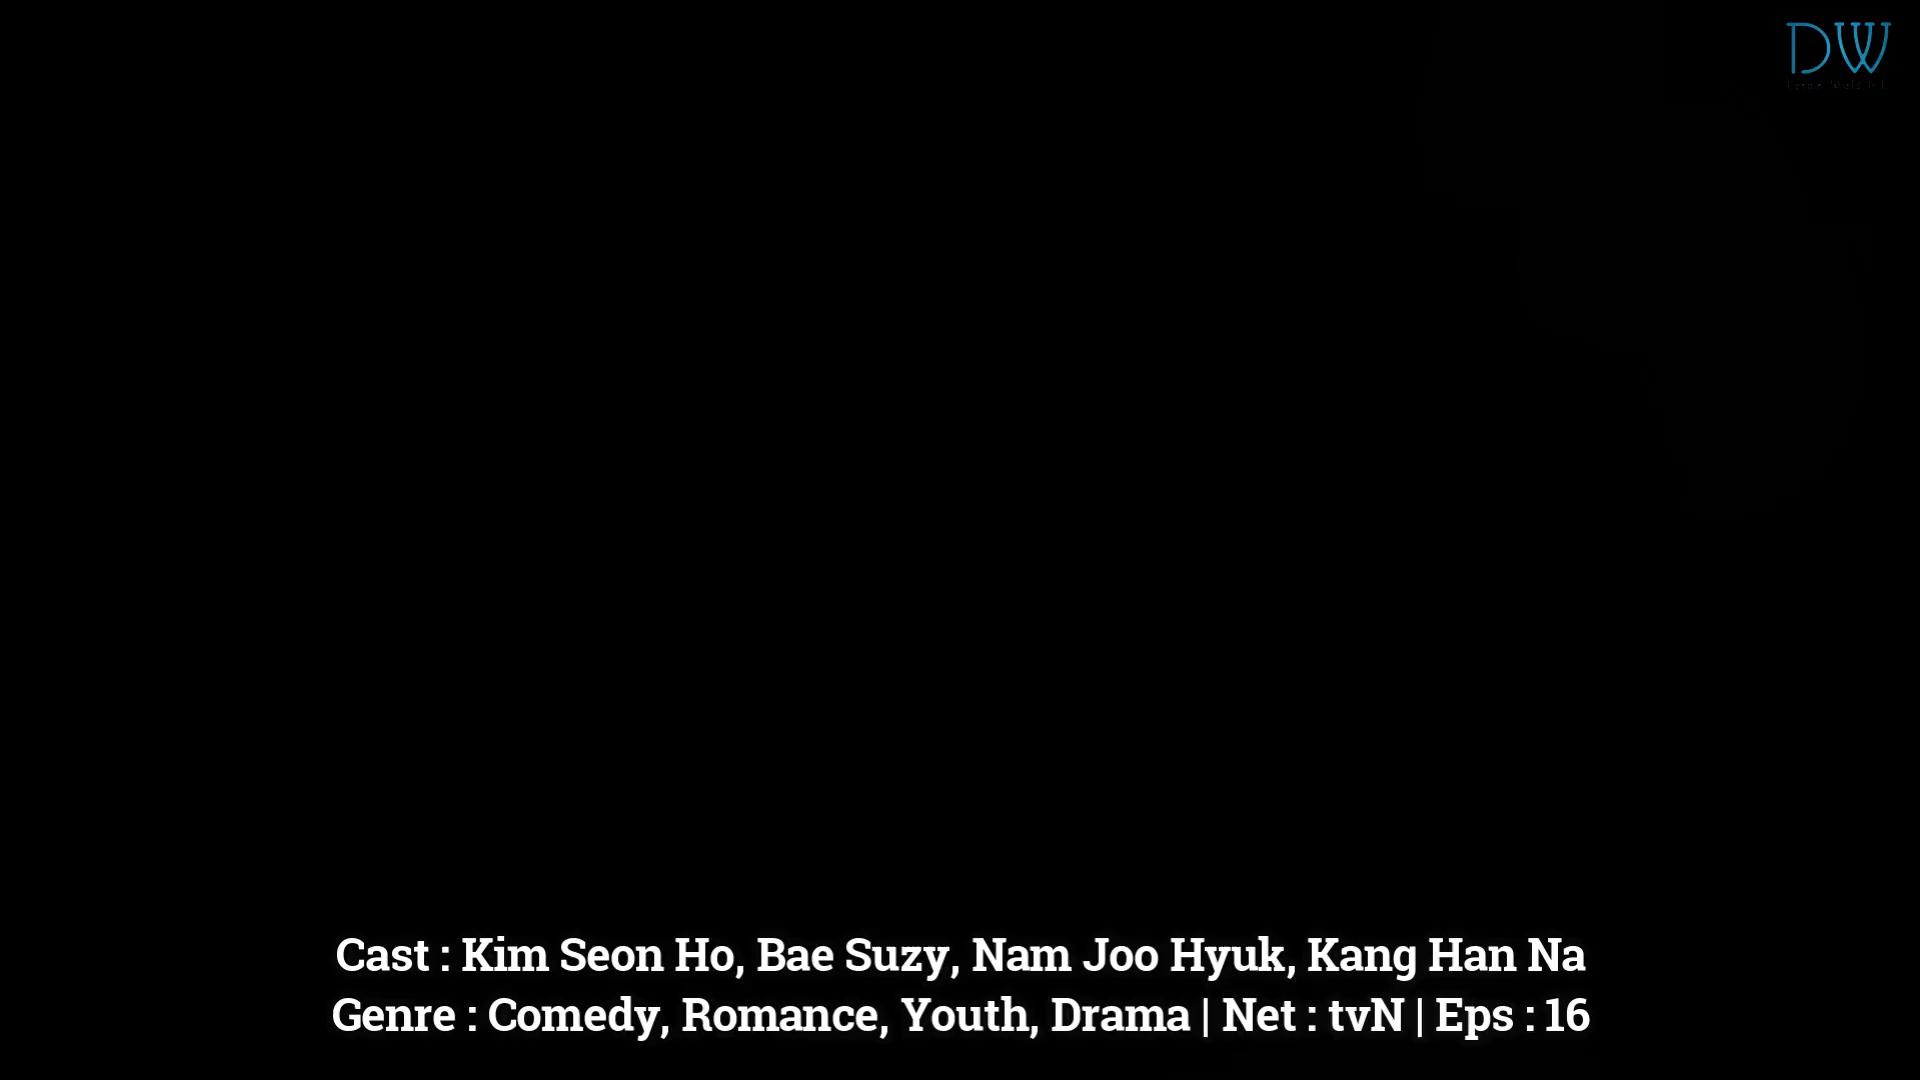 DW
Cast : Kim Seon Ho, Bae Suzy, Nam Joo Hyuk, Kang Han Na
Genre : Comedy, Romance, Youth, Drama | Net : tvN | Eps : 16